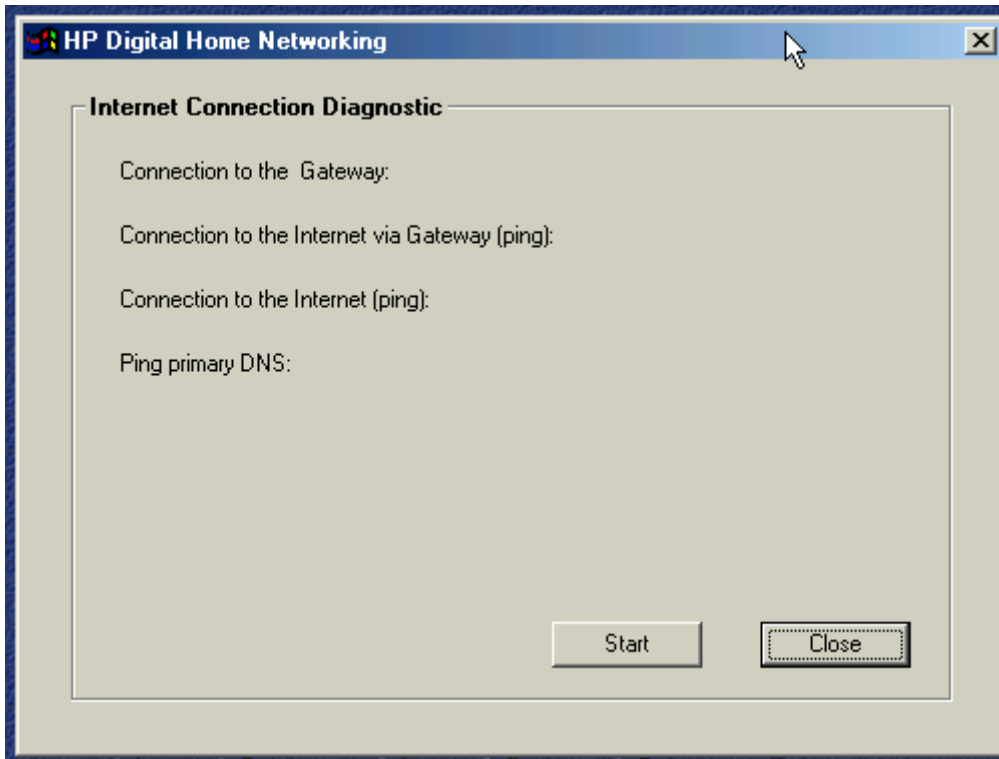 HP Digital Home Networking
Internet Connection Diagnostic
Connection to the  Gateway:
Connection to the Internet via Gateway (ping):
Connection to the Internet (ping):
Ping primary DNS:
Start Close